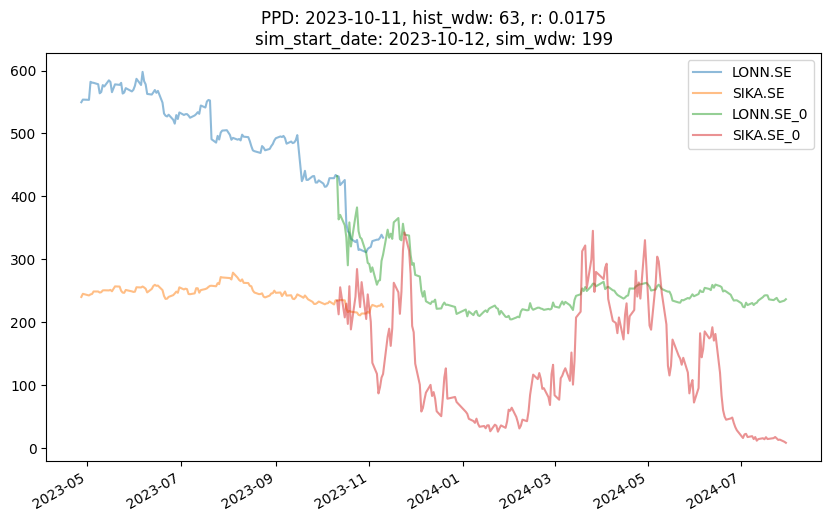 PPD: 2023-10-11, hist_wdw: 63, r: 0.0175
sim_start_date: 2023-10-12, sim_wdw: 199
LONN.SE
SIKA.SE
LONN.SE_0
SIKA.SE_0
600
500
400
300
200
100
0
2023-05
2023-07
2023-09
2023-11
2024-01
2024-03
2024-05
2024-07